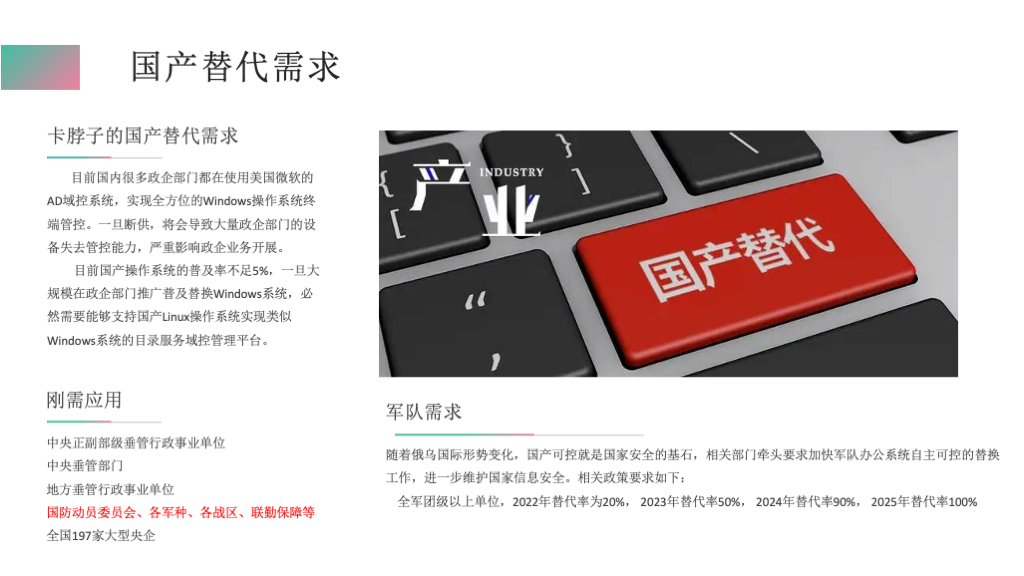 国产替代需求
卡脖子的国产替代需求
目前国内很多政企部门都在使用美国微软的
AD域控系统，实现全方位的Windows操作系统终
端管控。一旦断供，将会导致大量政企部门的设
备失去管控能力，严重影响政企业务开展。
目前国产操作系统的普及率不足5%，一旦大
规模在政企部门推广普及替换Windows系统，必
然需要能够支持国产Linux操作系统实现类似
Windows系统的目录服务域控管理平台。
刚需应用
中央正副部级垂管行政事业单位
中央垂管部门
地方垂管行政事业单位
国防动员委员会、各军种、各战区、联勤保障等
全国197家大型央企
产业
INDUSTRY
{
[
}
]
\
“
,
国产替代
军队需求
随着俄乌国际形势变化，国产可控就是国家安全的基石，相关部门牵头要求加快军队办公系统自主可控的替换
工作，进一步维护国家信息安全。相关政策要求如下：
全军团级以上单位，2022年替代率为20%， 2023年替代率50%， 2024年替代率90%， 2025年替代率100%